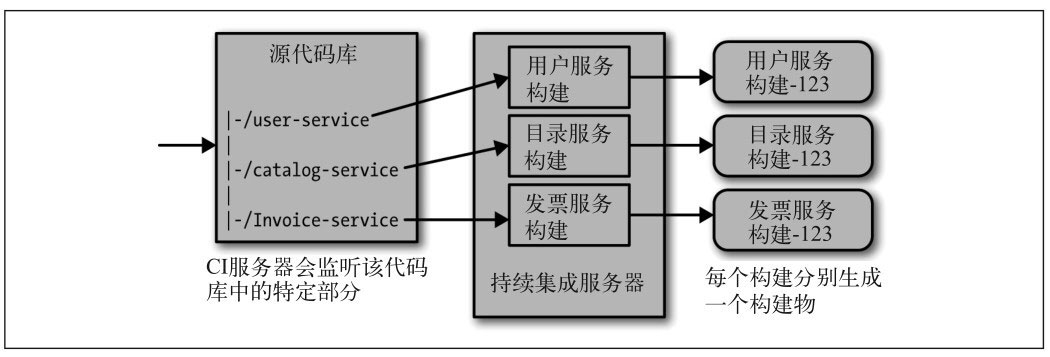 源代码库
|-/user-service
|
|-/catalog-service
|
|-/Invoice-service
CI服务器会监听该代码
库中的特定部分
用户服务
构建
目录服务
构建
发票服务
构建
持续集成服务器
用户服务
构建-123
目录服务
构建-123
发票服务
构建-123
每个构建分别生成
一个构建物